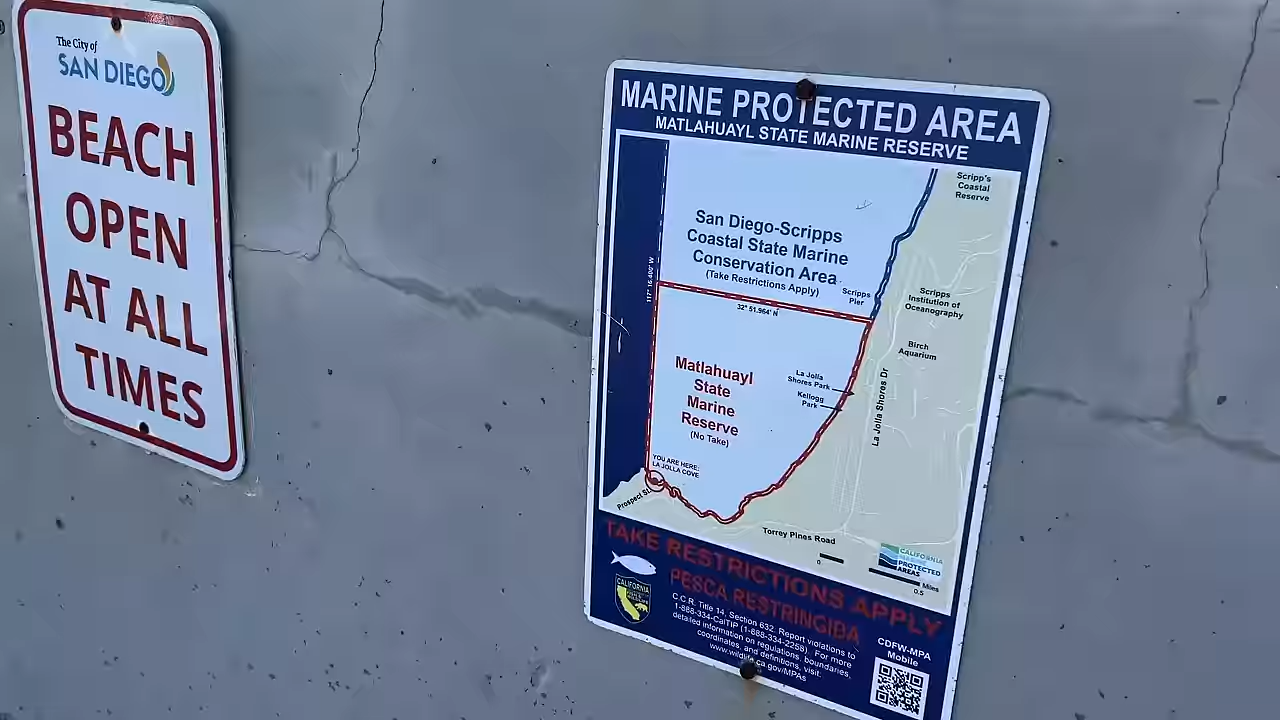 The City of
SAN DIEGO
BEACH
OPEN
AT ALL
TIMES
MARINE PROTECTED AREA
MATLAHUAYL STATE MARINE RESERVE
Scripp's
Coastal
Reserve
San Diego-Scripps
Coastal State Marine
Conservation Area
(Take Restrictions Apply)
Scripps
Pier
117° 16.400' W
32° 51.964' N
Scripps
Institution of
Oceanography
Birch
Aquarium
Matlahuayl
State
Marine
Reserve
(No Take)
La Jolla
Shores Park
Kellogg
Park
La Jolla Shores Dr
YOU ARE HERE:
LA JOLLA COVE
Prospect St
Torrey Pines Road
0
0.5
Miles
CALIFORNIA
MARINE
PROTECTED
AREAS
TAKE RESTRICTIONS APPLY
PESCA RESTRINGIDA
CALIFORNIA
C.C.R. Title 14, Section 632. Report violations to
1-888-334-CalTIP (1-888-334-2258). For more
detailed information on regulations, boundaries,
coordinates, and definitions, visit:
www.wildlife.ca.gov/MPAs
CDFW-MPA
Mobile